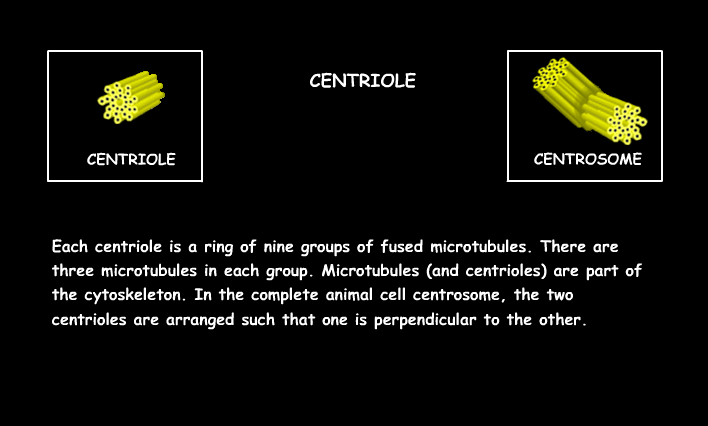 CENTRIOLE
CENTRIOLE
CENTROSOME
Each centriole is a ring of nine groups of fused microtubules. There are
three microtubules in each group. Microtubules (and centrioles) are part of
the cytoskeleton. In the complete animal cell centrosome, the two
centrioles are arranged such that one is perpendicular to the other.